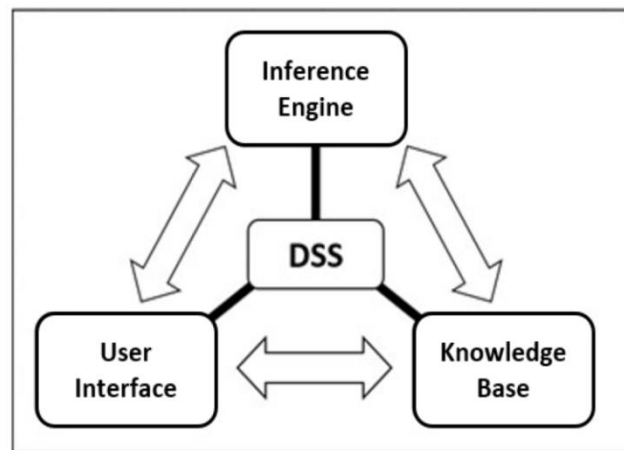 Inference
Engine
DSS
User
Interface
Knowledge
Base